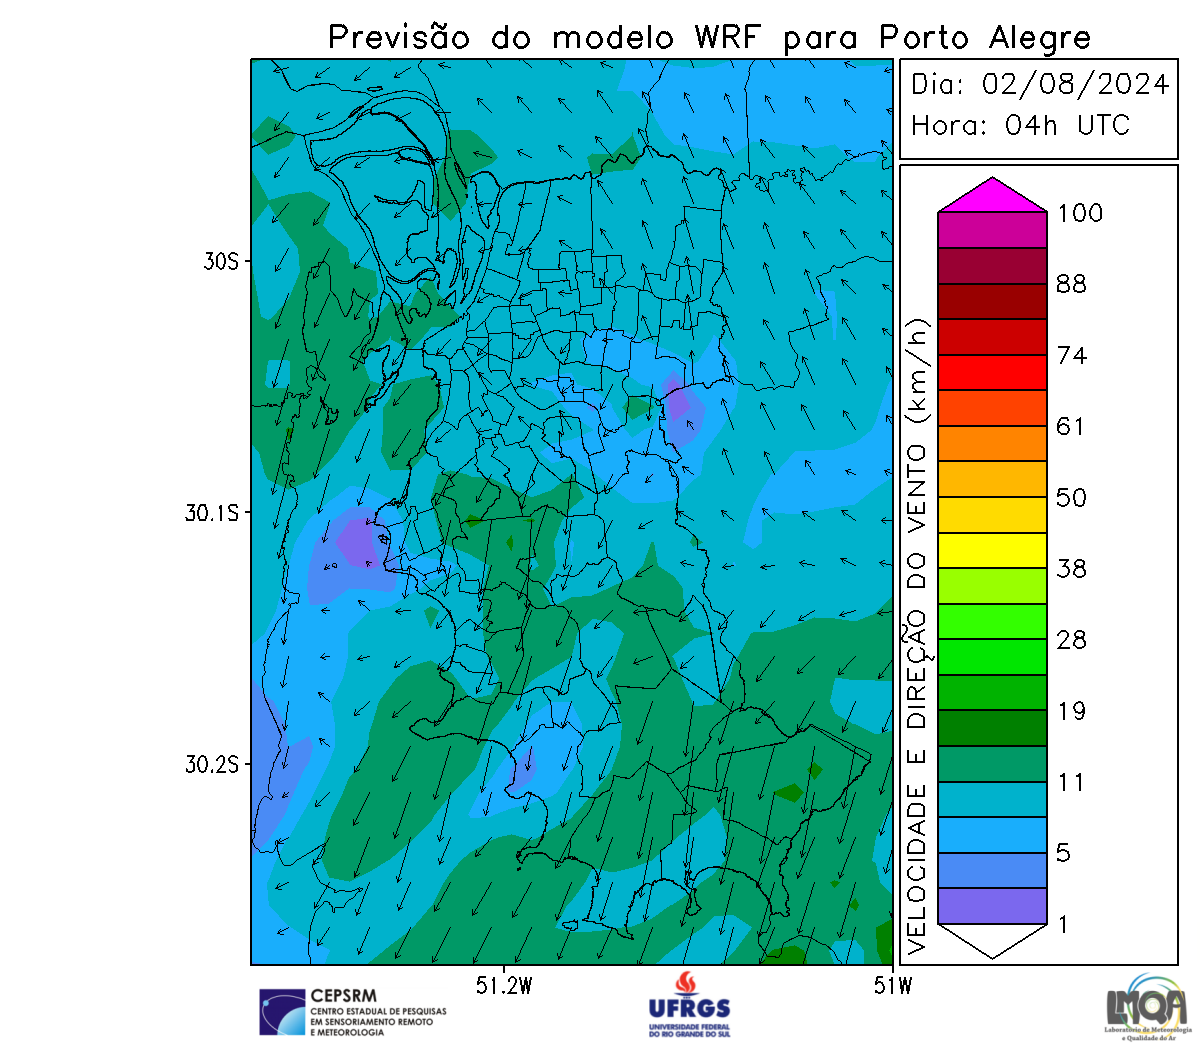 Previsão do modelo WRF para Porto Alegre
Dia: 02/08/2024
Hora: 04h UTC
100
88
74
61
50
38
28
19
11
5
1
VELOCIDADE E DIREÇÃO DO VENTO (km/h)
30S
30.1S
30.2S
51.2W
51W
CEPSRM
CENTRO ESTADUAL DE PESQUISAS
EM SENSORIAMENTO REMOTO
E METEOROLOGIA
UFRGS
UNIVERSIDADE FEDERAL
DO RIO GRANDE DO SUL
LMQA
Laboratório de Meteorologia
e Qualidade do Ar